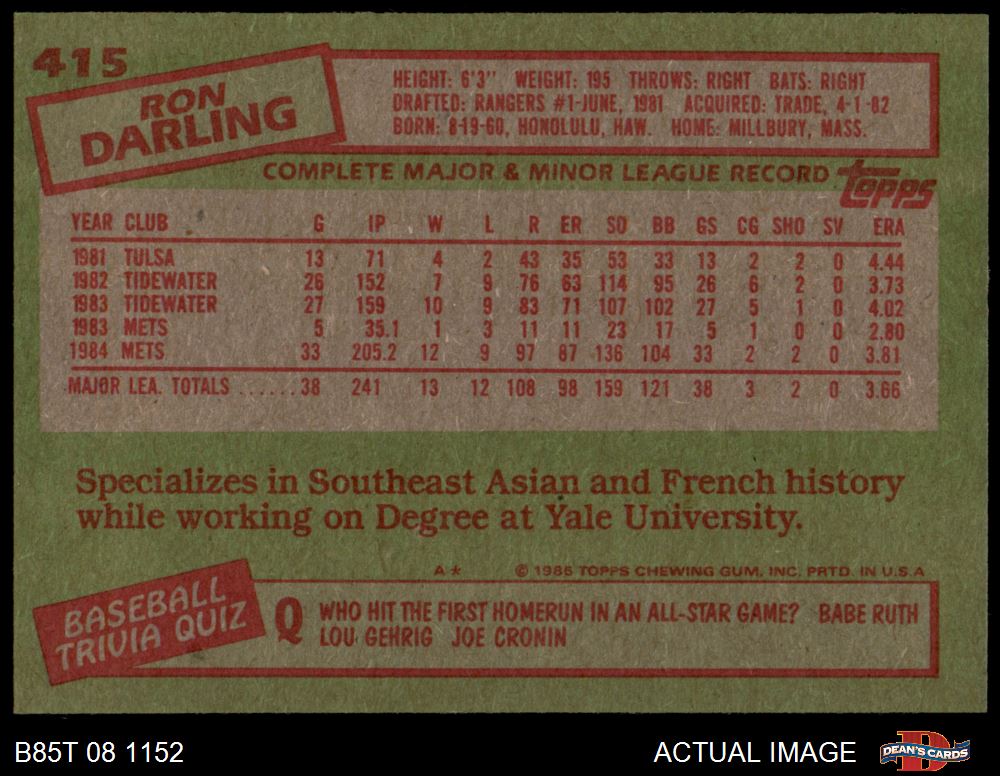 415
RON
DARLING
HEIGHT: 6'3" WEIGHT: 195 THROWS: RIGHT BATS: RIGHT
DRAFTED: RANGERS #1-JUNE, 1981 ACQUIRED: TRADE, 4-1-82
BORN: 8-19-60, HONOLULU, HAW. HOME: MILLBURY, MASS.
COMPLETE MAJOR & MINOR LEAGUE RECORD topps
YEAR CLUB G IP W L R ER SO BB GS CG SHO SV ERA
1981 TULSA 13 71 4 2 43 35 53 33 13 2 2 0 4.44
1982 TIDEWATER 26 152 7 9 76 63 114 95 26 6 2 0 3.73
1983 TIDEWATER 27 159 10 9 83 71 107 102 27 5 1 0 4.02
1983 METS 5 35.1 1 3 11 11 23 17 5 1 0 0 2.80
1984 METS 33 205.2 12 9 97 87 136 104 33 2 2 0 3.81
MAJOR LEA. TOTALS ...... 38 241 13 12 108 98 159 121 38 3 2 0 3.66
Specializes in Southeast Asian and French history
while working on Degree at Yale University.
A* © 1985 TOPPS CHEWING GUM, INC. PRTD. IN U.S.A
BASEBALL
TRIVIA QUIZ
Q WHO HIT THE FIRST HOMERUN IN AN ALL-STAR GAME? BABE RUTH
LOU GEHRIG JOE CRONIN
B85T 08 1152 ACTUAL IMAGE DEAN'S CARDS